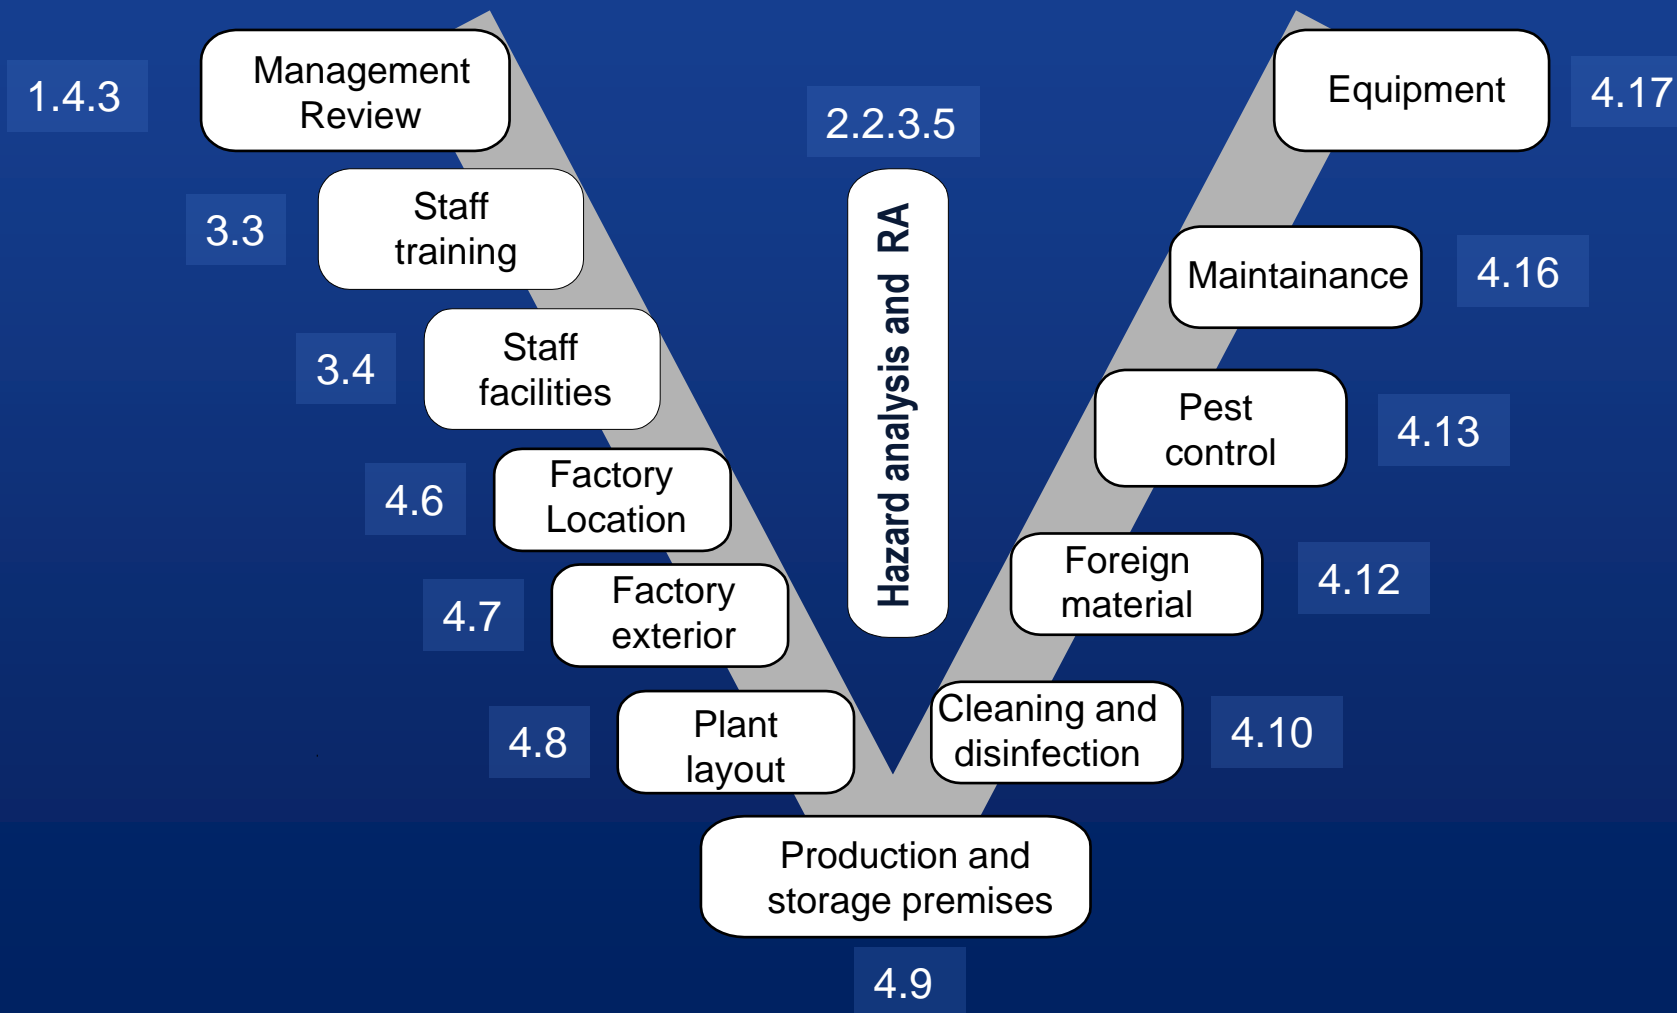 1.4.3
Management
Review
3.3
Staff
training
3.4
Staff
facilities
4.6
Factory
Location
4.7
Factory
exterior
4.8
Plant
layout
2.2.3.5
Hazard analysis and RA
Production and
storage premises
4.9
Equipment
4.17
Maintainance
4.16
Pest
control
4.13
Foreign
material
4.12
Cleaning and
disinfection
4.10